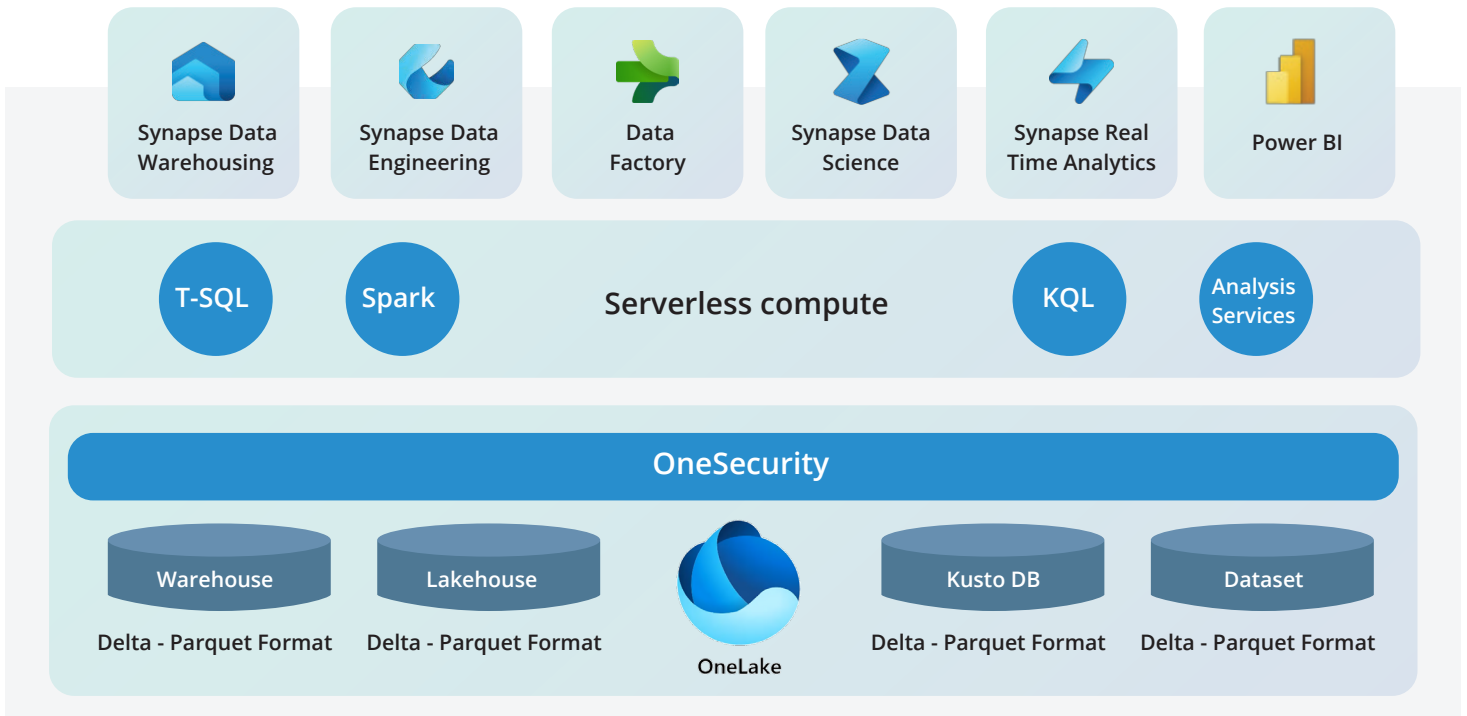 Synapse Data
Warehousing
Synapse Data
Engineering
Data
Factory
Synapse Data
Science
Synapse Real
Time Analytics
Power BI
T-SQL
Spark
Serverless compute
KQL
Analysis
Services
OneSecurity
Warehouse
Lakehouse
Kusto DB
Dataset
Delta - Parquet Format
Delta - Parquet Format
OneLake
Delta - Parquet Format
Delta - Parquet Format